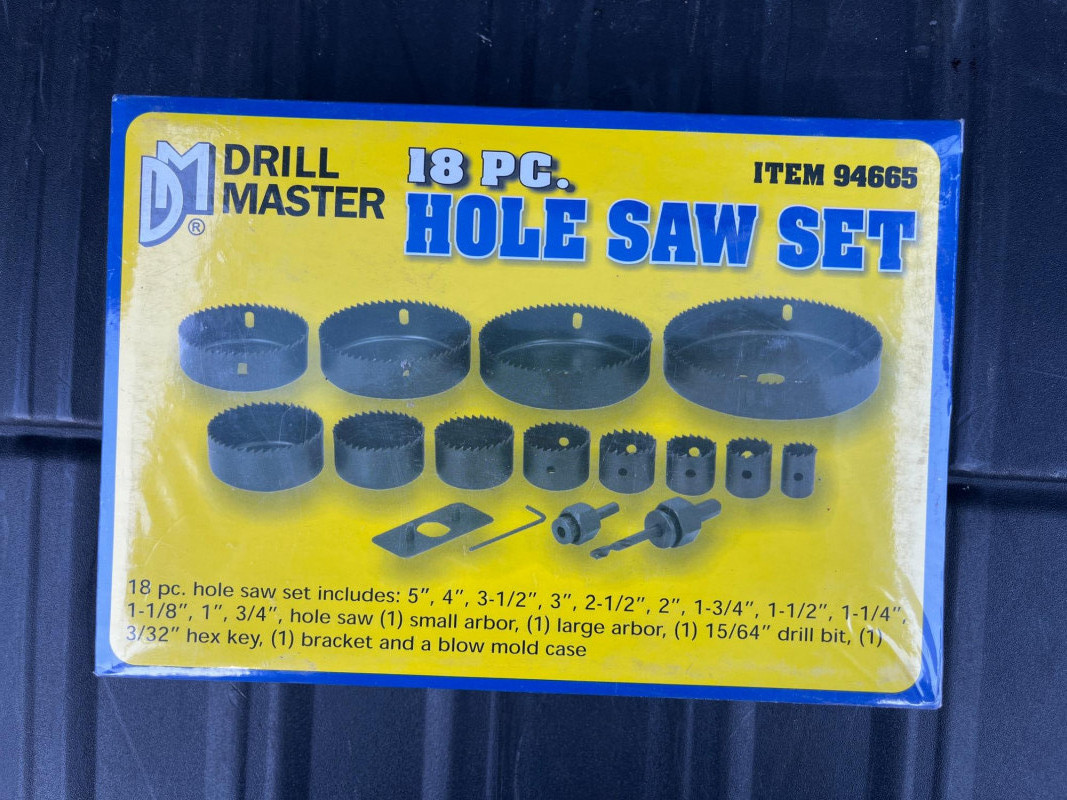 DM
DRILL
MASTER
®
18 PC.
HOLE SAW SET
ITEM 94665
18 pc. hole saw set includes: 5”, 4”, 3-1/2”, 3”, 2-1/2”, 2”, 1-3/4”, 1-1/2”, 1-1/4”,
1-1/8”, 1”, 3/4”, hole saw (1) small arbor, (1) large arbor, (1) 15/64” drill bit, (1)
3/32” hex key, (1) bracket and a blow mold case